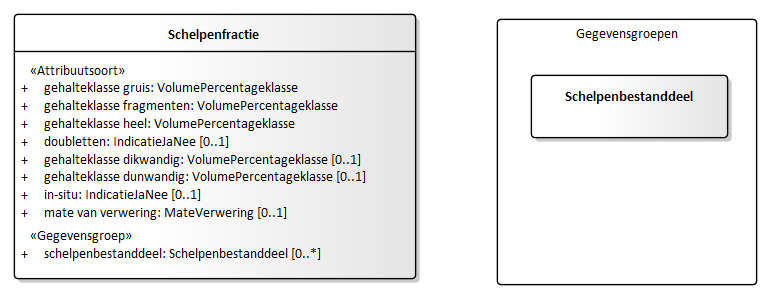 Schelpenfractie
«Attribuutsoort»
+ gehalteklasse gruis: VolumePercentageklasse
+ gehalteklasse fragmenten: VolumePercentageklasse
+ gehalteklasse heel: VolumePercentageklasse
+ doubletten: IndicatieJaNee [0..1]
+ gehalteklasse dikwandig: VolumePercentageklasse [0..1]
+ gehalteklasse dunwandig: VolumePercentageklasse [0..1]
+ in-situ: IndicatieJaNee [0..1]
+ mate van verwering: MateVerwering [0..1]
«Gegevensgroep»
+ schelpenbestanddeel: Schelpenbestanddeel [0..*]
Gegevensgroepen
Schelpenbestanddeel